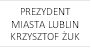 PREZYDENT
MIASTA LUBLIN
KRZYSZTOF ŻUK